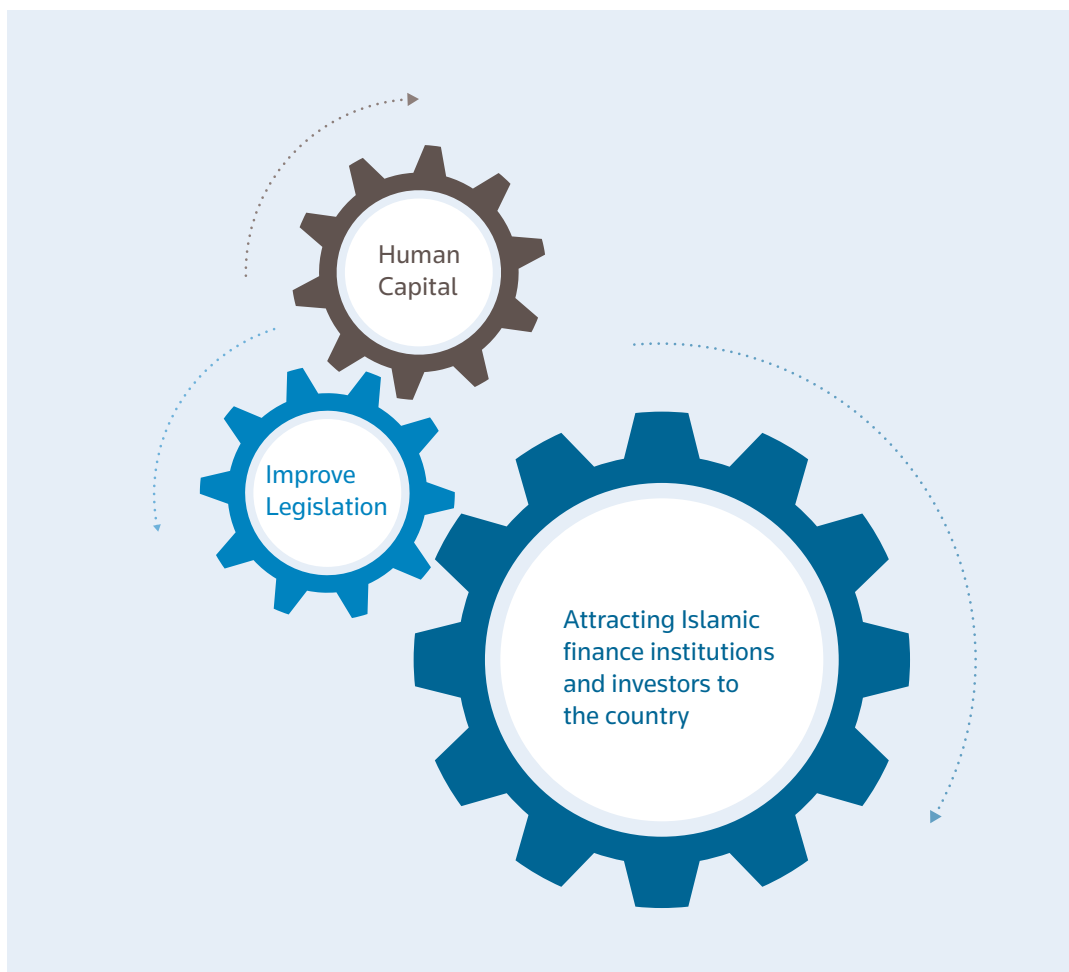 Human
Capital
Improve
Legislation
Attracting Islamic
finance institutions
and investors to
the country